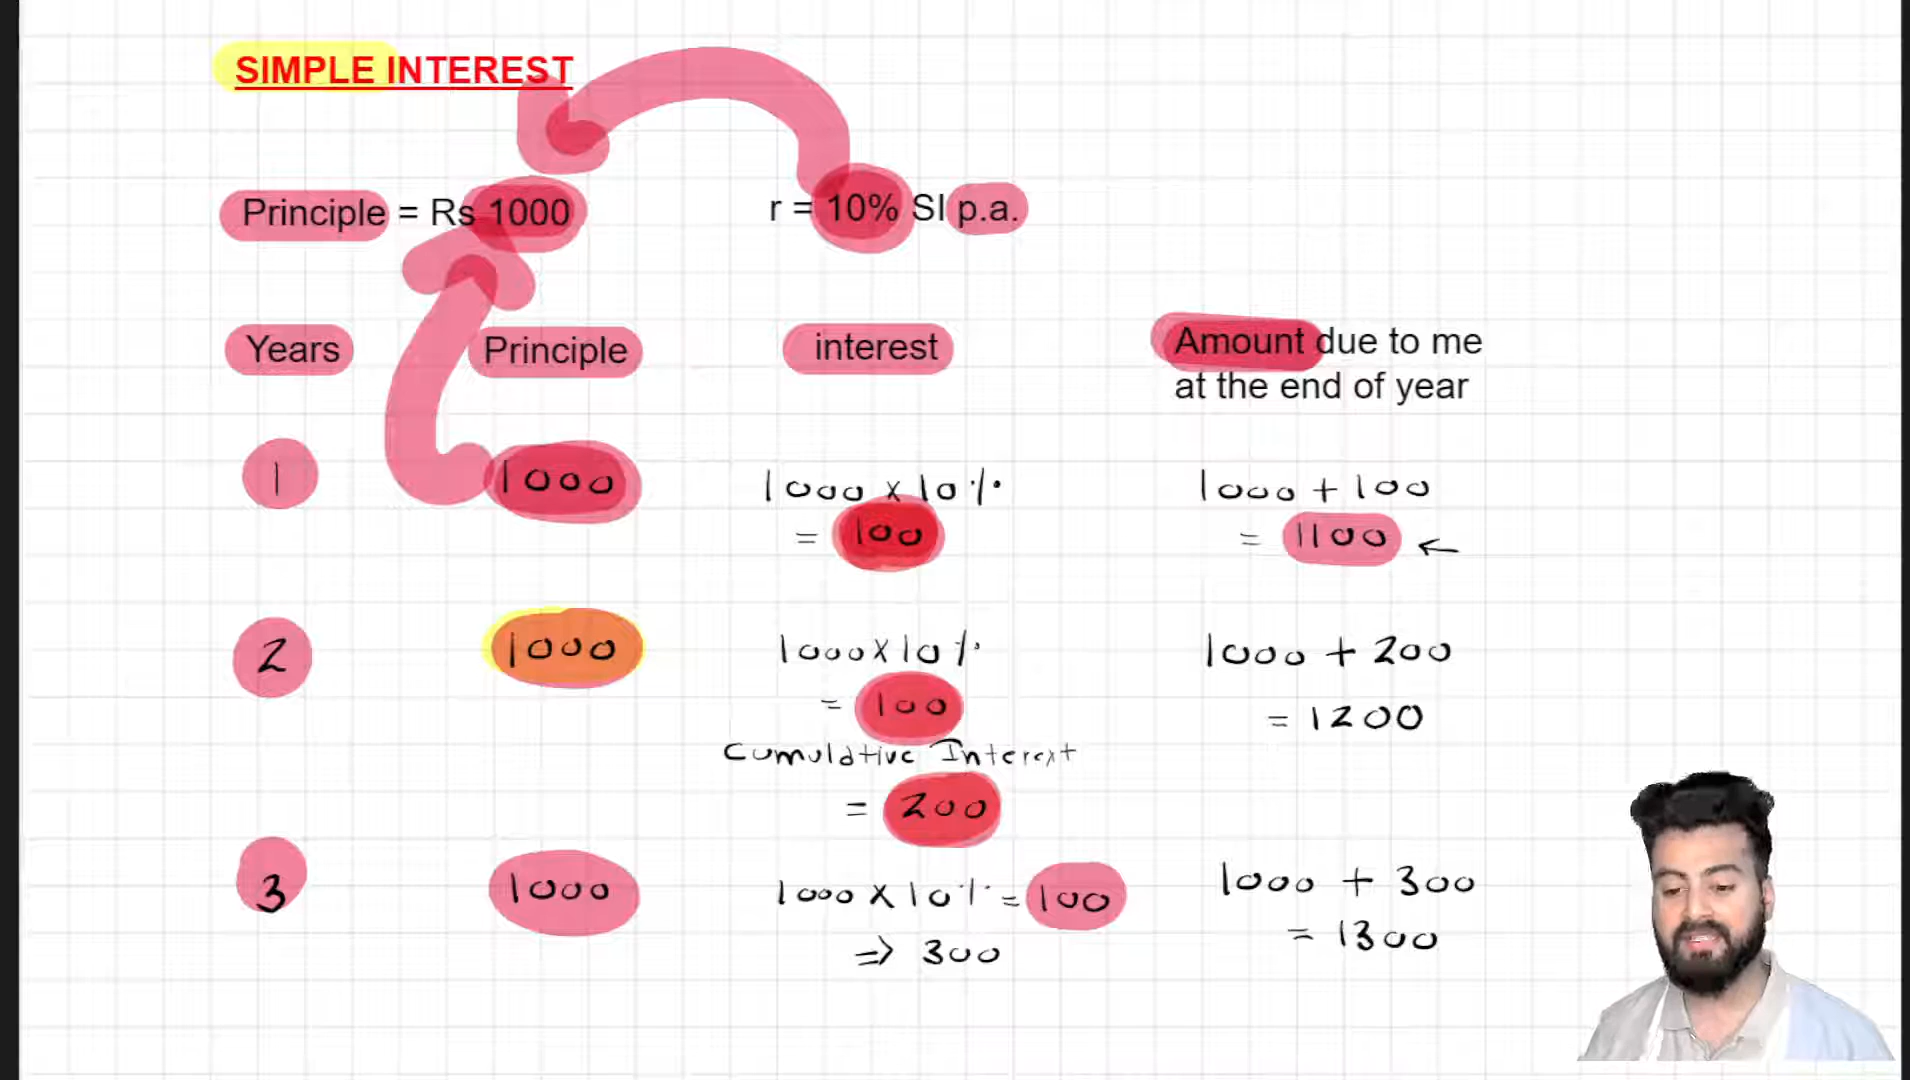 SIMPLE INTEREST
Principle = Rs 1000 r = 10% SI p.a.
Years Principle interest Amount due to me
at the end of year
1 1000 1000 x 10% 1000 + 100
= 100 = 1100 ←
2 1000 1000 x 10% 1000 + 200
= 100 = 1200
Cumulative Interest
= 200
3 1000 1000 x 10% = 100 1000 + 300
=> 300 = 1300